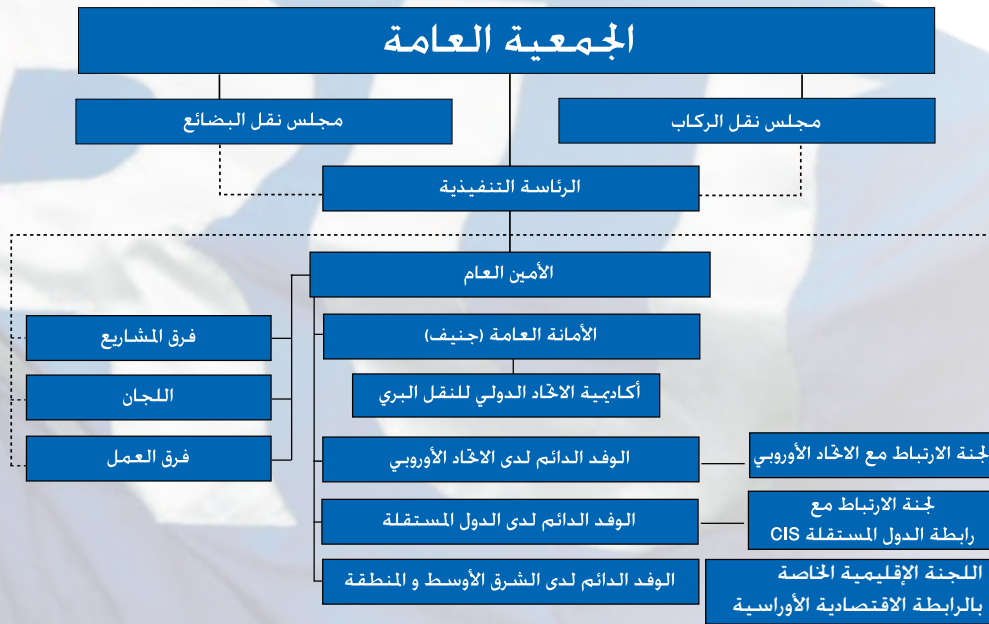 الجمعية العامة
مجلس نقل الركاب
مجلس نقل البضائع
الرئاسة التنفيذية
الأمين العام
الأمانة العامة (جنيف)
أكاديمية الاتحاد الدولي للنقل البري
فرق المشاريع
اللجان
فرق العمل
لجنة الارتباط مع الاتحاد الأوروبي
الوفد الدائم لدى الاتحاد الأوروبي
لجنة الارتباط مع
رابطة الدول المستقلة CIS
الوفد الدائم لدى الدول المستقلة
اللجنة الإقليمية الخاصة
بالرابطة الاقتصادية الأوراسية
الوفد الدائم لدى الشرق الأوسط و المنطقة